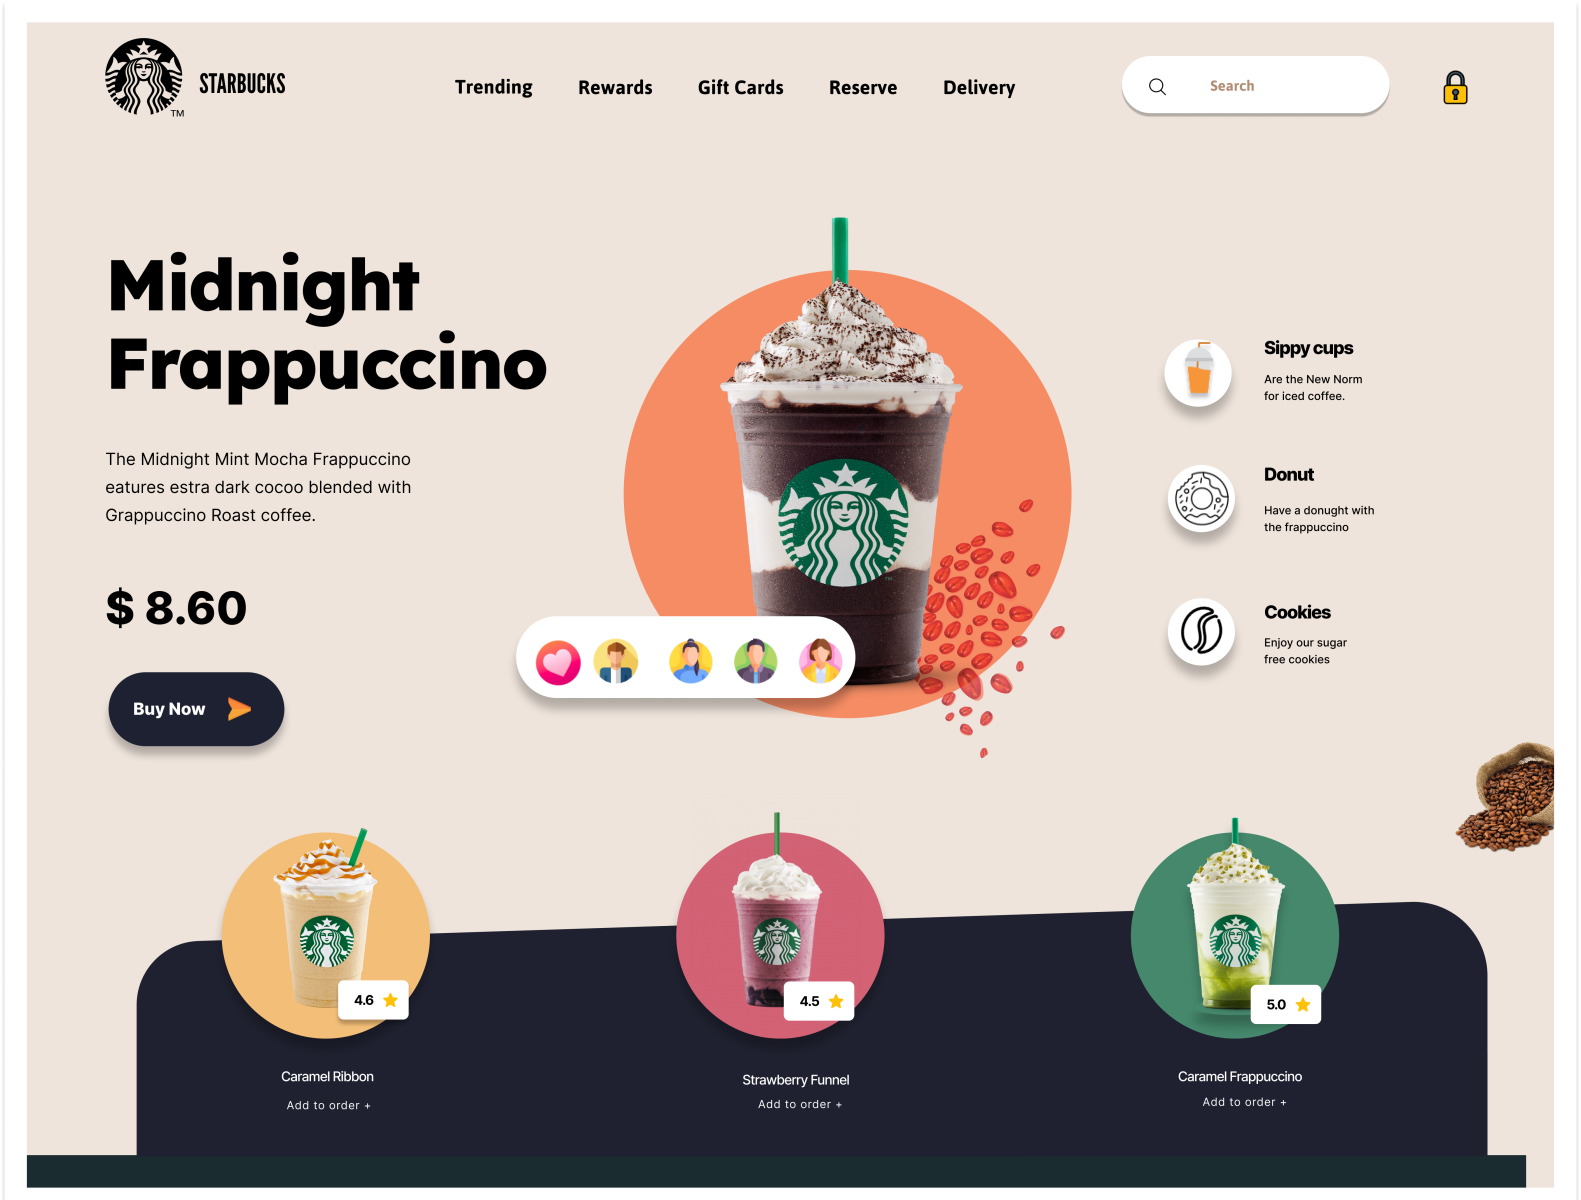 STARBUCKS
TM
Trending
Rewards
Gift Cards
Reserve
Delivery
Search
Midnight
Frappuccino
The Midnight Mint Mocha Frappuccino
eatures estra dark cocoo blended with
Grappuccino Roast coffee.
$ 8.60
Buy Now
Sippy cups
Are the New Norm
for iced coffee.
Donut
Have a donught with
the frappuccino
Cookies
Enjoy our sugar
free cookies
4.6
Caramel Ribbon
Add to order +
4.5
Strawberry Funnel
Add to order +
5.0
Caramel Frappuccino
Add to order +